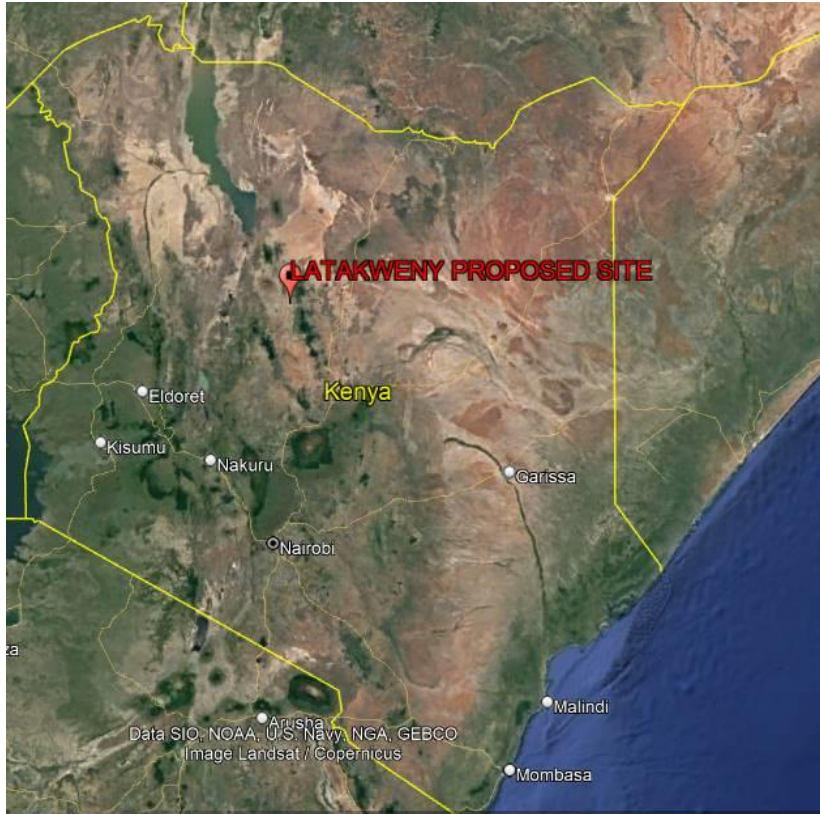 LATAKWENY PROPOSED SITE
Kenya
Eldoret
Kisumu
Nakuru
Garissa
Nairobi
za
Malindi
Arusha
Data SIO, NOAA, U.S. Navy, NGA, GEBCO
Image Landsat / Copernicus
Mombasa